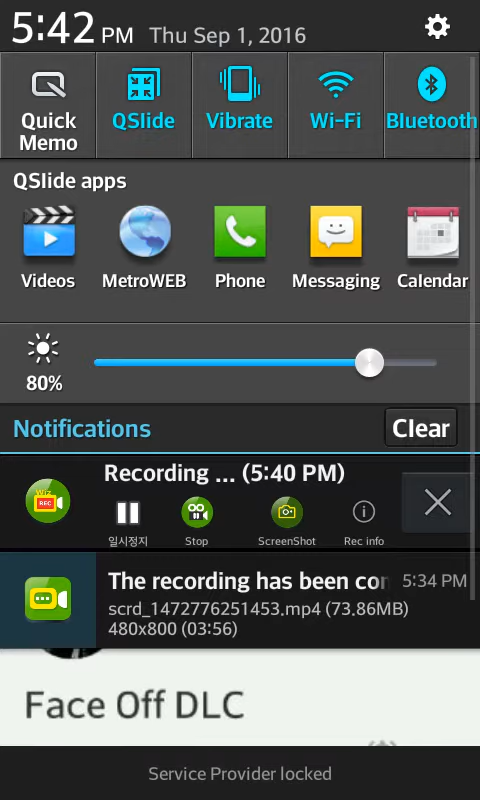 5:42 PM Thu Sep 1, 2016
Quick Memo
QSlide
Vibrate
Wi-Fi
Bluetooth
QSlide apps
Videos
MetroWEB
Phone
Messaging
Calendar
80%
Notifications
Clear
Recording ... (5:40 PM)
Wiz
REC
일시정지
Stop
ScreenShot
Rec info
The recording has been con
5:34 PM
scrd_1472776251453.mp4 (73.86MB)
480x800 (03:56)
Face Off DLC
Service Provider locked